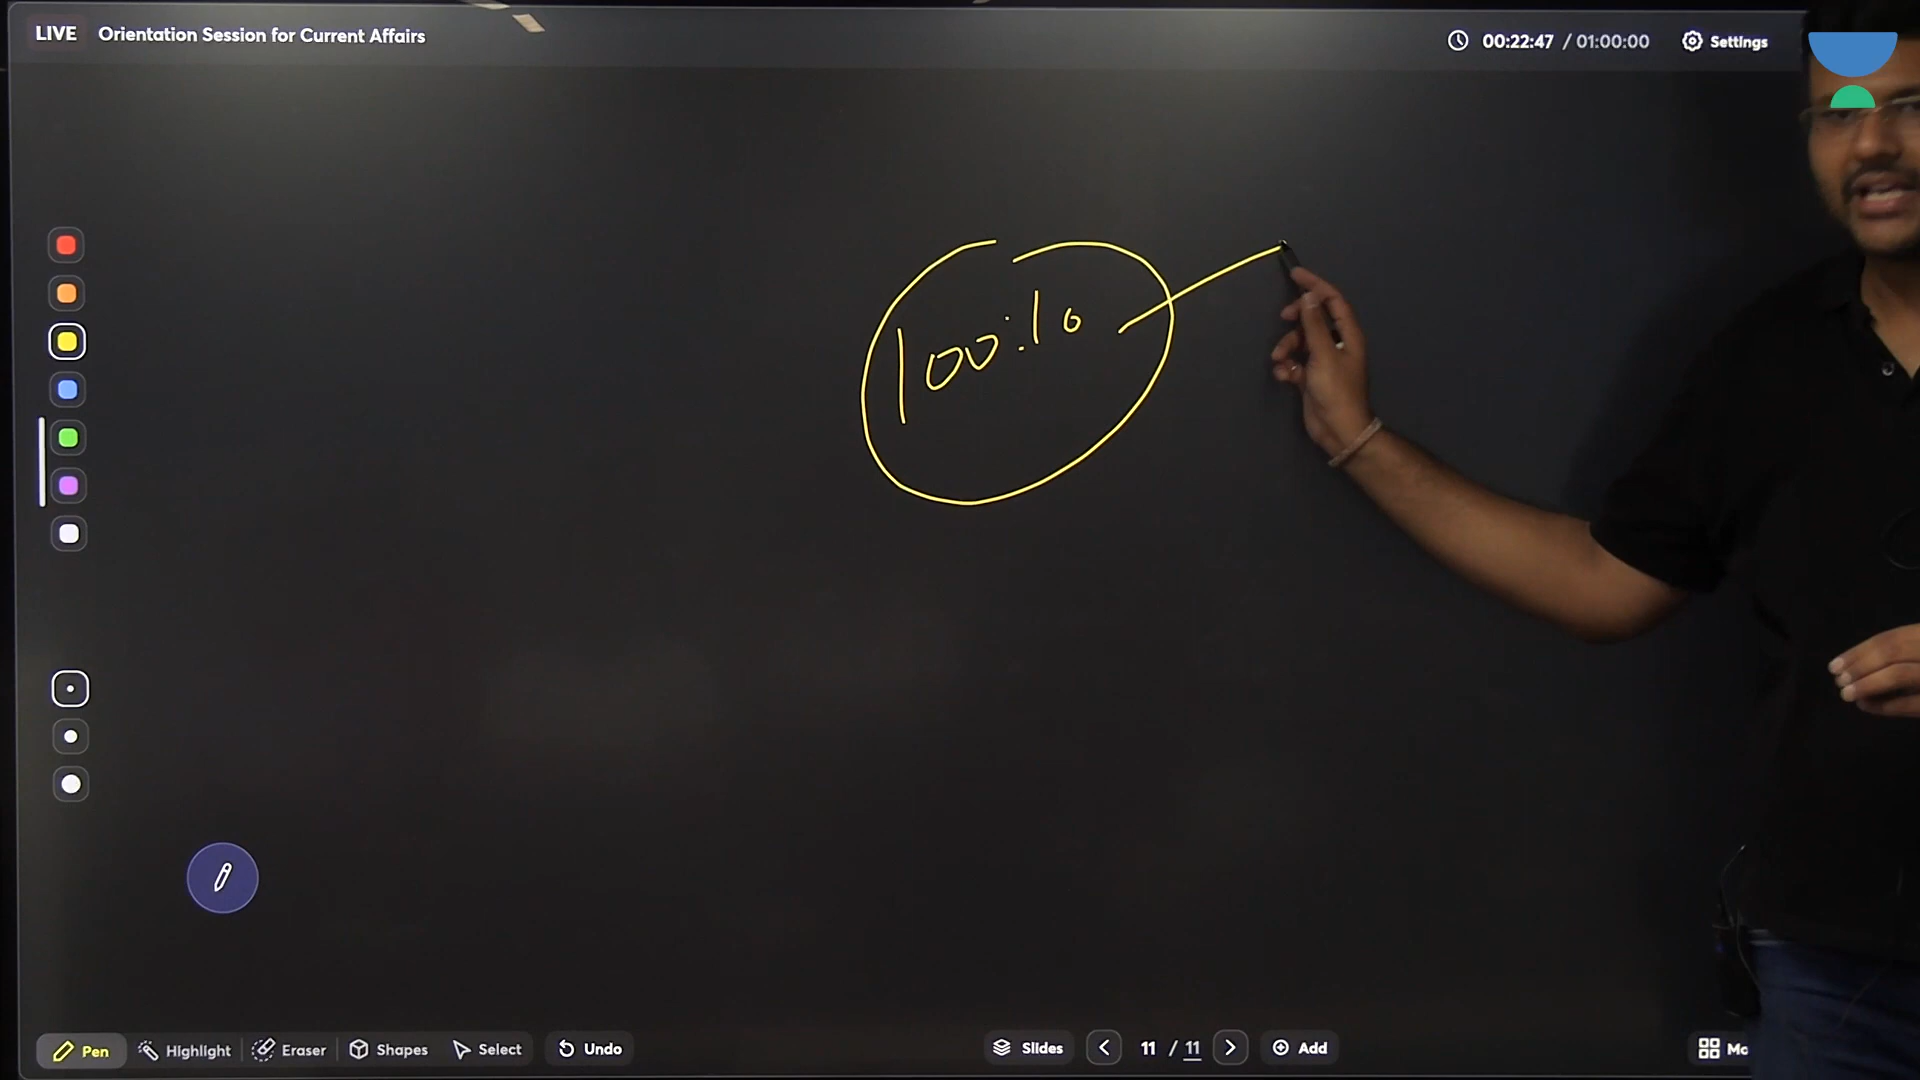 LIVE Orientation Session for Current Affairs
00:22:47 / 01:00:00 Settings
100:10
Pen Highlight Eraser Shapes Select Undo Slides 11 / 11 Add Mo